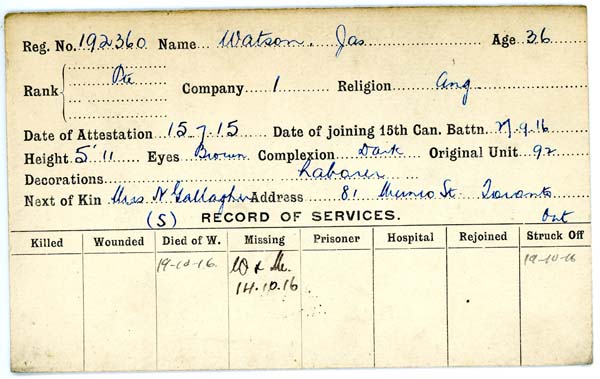 Reg. No. 192360 Name Watson, Jas Age 36
Rank Pte Company 1 Religion Ang
Date of Attestation 15.7.15 Date of joining 15th Can. Battn. 27.9.16
Height 5' 11 Eyes Brown Complexion Dark Original Unit 92
Decorations Laborer
Next of Kin Mrs N Gallagher Address 81 Munro St Toronto
(S) RECORD OF SERVICES. Ont
Killed Wounded Died of W. Missing Prisoner Hospital Rejoined Struck Off
19-10-16. W & M. 19-10-16
14.10.16